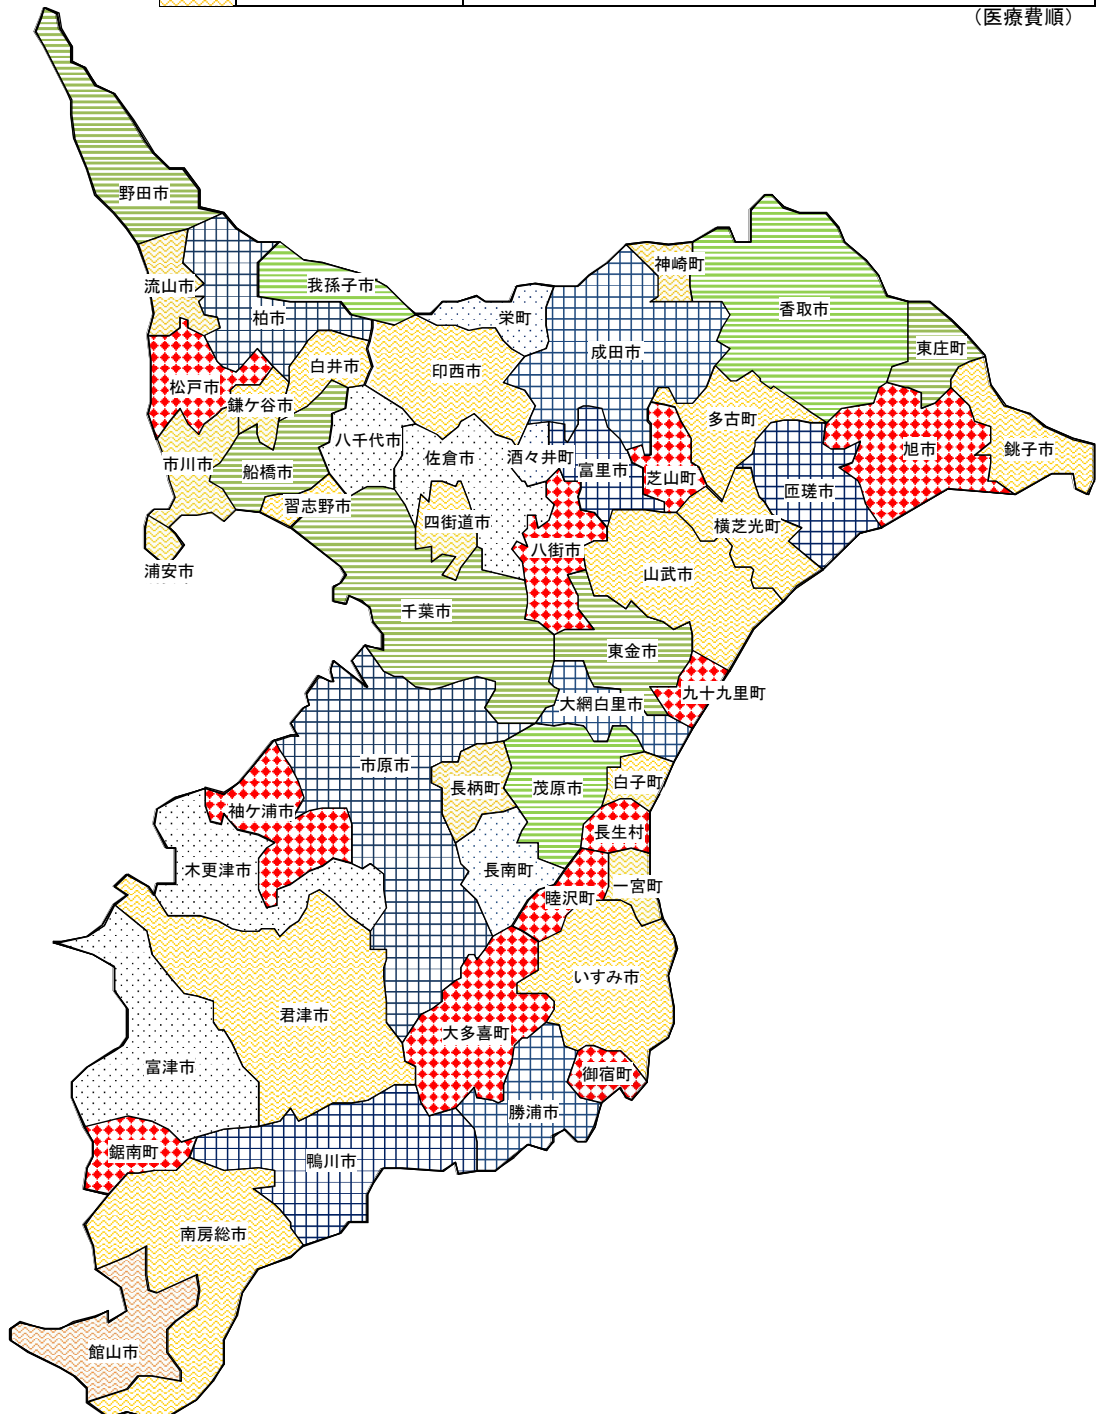 （医療費順）
野田市
神崎町
流山市
我孫子市
香取市
栄町
柏市
東庄町
成田市
白井市
印西市
松戸市
鎌ケ谷市
多古町
八千代市
旭市
銚子市
佐倉市
酒々井町
市川市
船橋市
富里市
芝山町
匝瑳市
習志野市
四街道市
横芝光町
八街市
浦安市
山武市
千葉市
東金市
九十九里町
大網白里市
市原市
白子町
長柄町
茂原市
袖ケ浦市
長生村
木更津市
長南町
一宮町
睦沢町
いすみ市
君津市
大多喜町
富津市
御宿町
勝浦市
鋸南町
鴨川市
南房総市
館山市